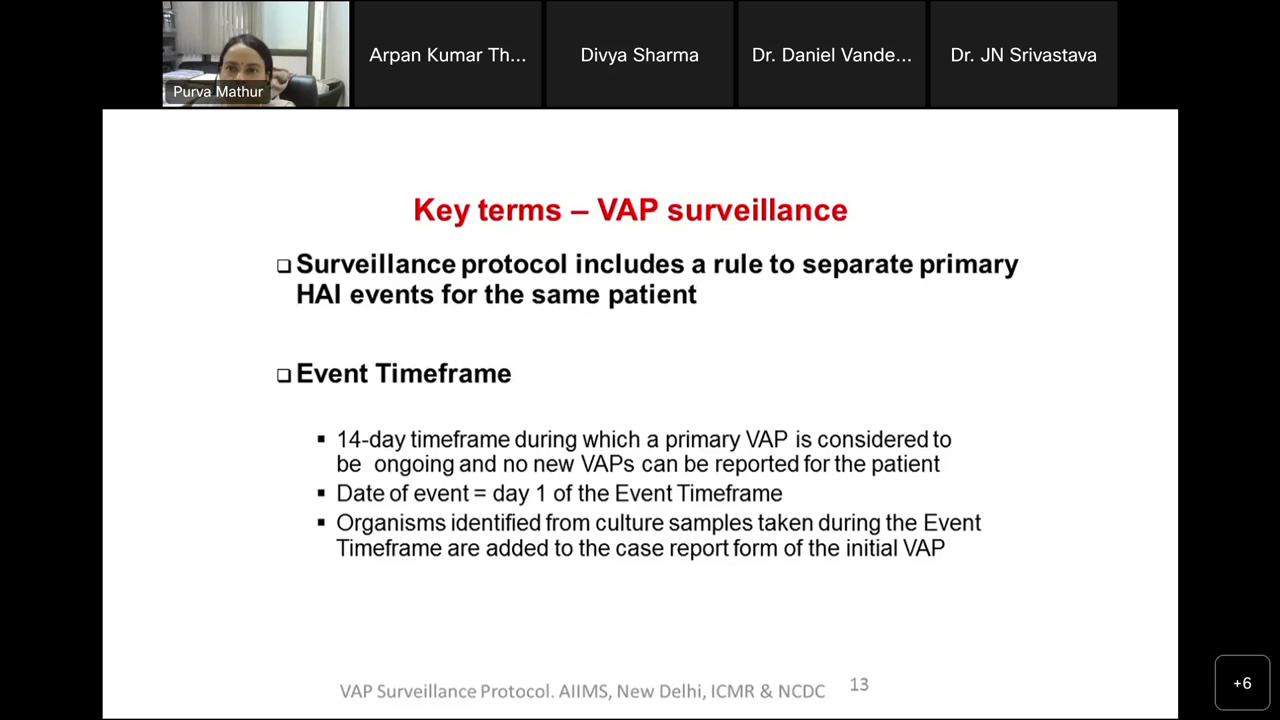 Purva Mathur
Arpan Kumar Th...
Divya Sharma
Dr. Daniel Vande...
Dr. JN Srivastava
Key terms – VAP surveillance
❑ Surveillance protocol includes a rule to separate primary
HAI events for the same patient
❑ Event Timeframe
▪ 14-day timeframe during which a primary VAP is considered to
be ongoing and no new VAPs can be reported for the patient
▪ Date of event = day 1 of the Event Timeframe
▪ Organisms identified from culture samples taken during the Event
Timeframe are added to the case report form of the initial VAP
VAP Surveillance Protocol. AIIMS, New Delhi, ICMR & NCDC
13
+6